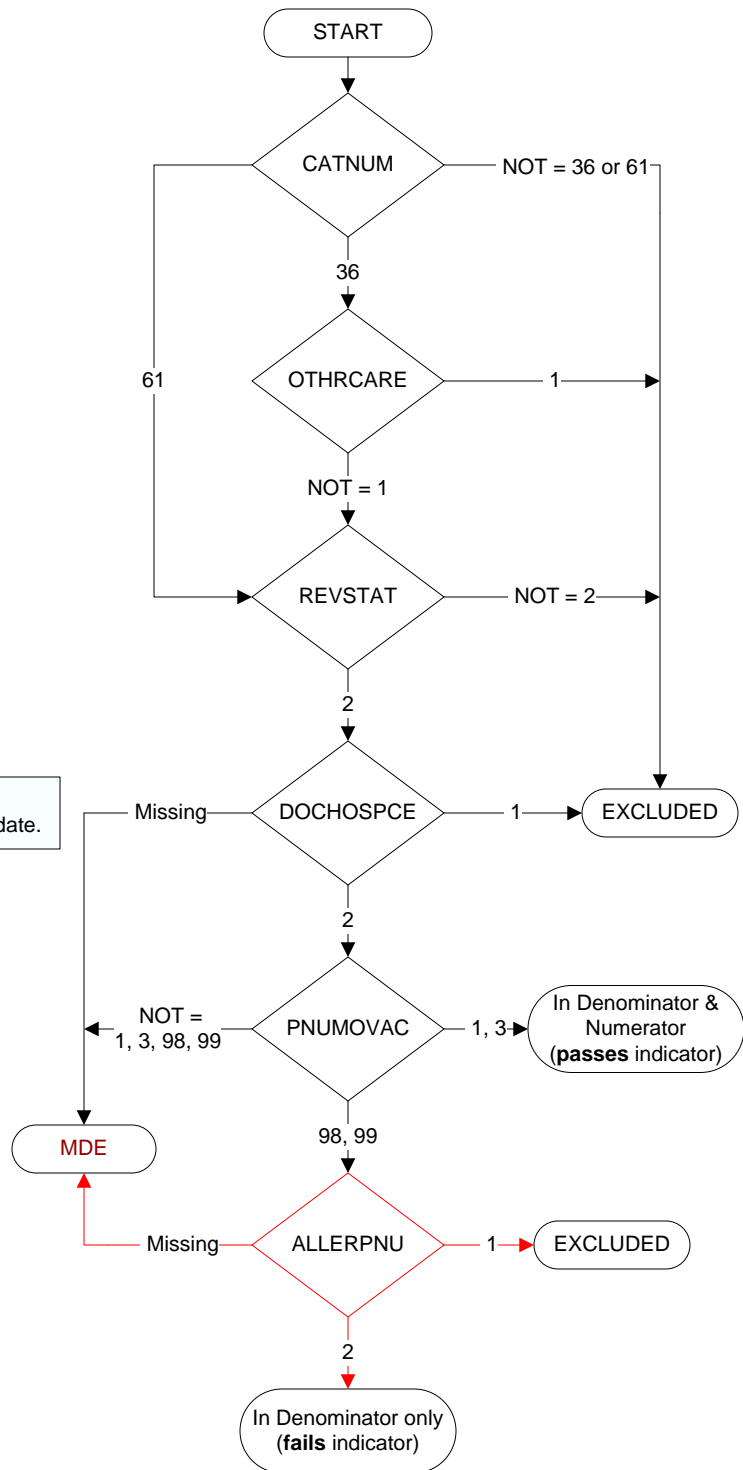 START
CATNUM
NOT = 36 or 61
36
61
OTHRCARE
1
NOT = 1
REVSTAT
NOT = 2
2
date.
Missing
DOCHOSPCE
1
EXCLUDED
2
NOT =
1, 3, 98, 99
PNUMOVAC
1, 3
In Denominator &
Numerator
(passes indicator)
98, 99
MDE
Missing
ALLERPNU
1
EXCLUDED
2
In Denominator only
(fails indicator)